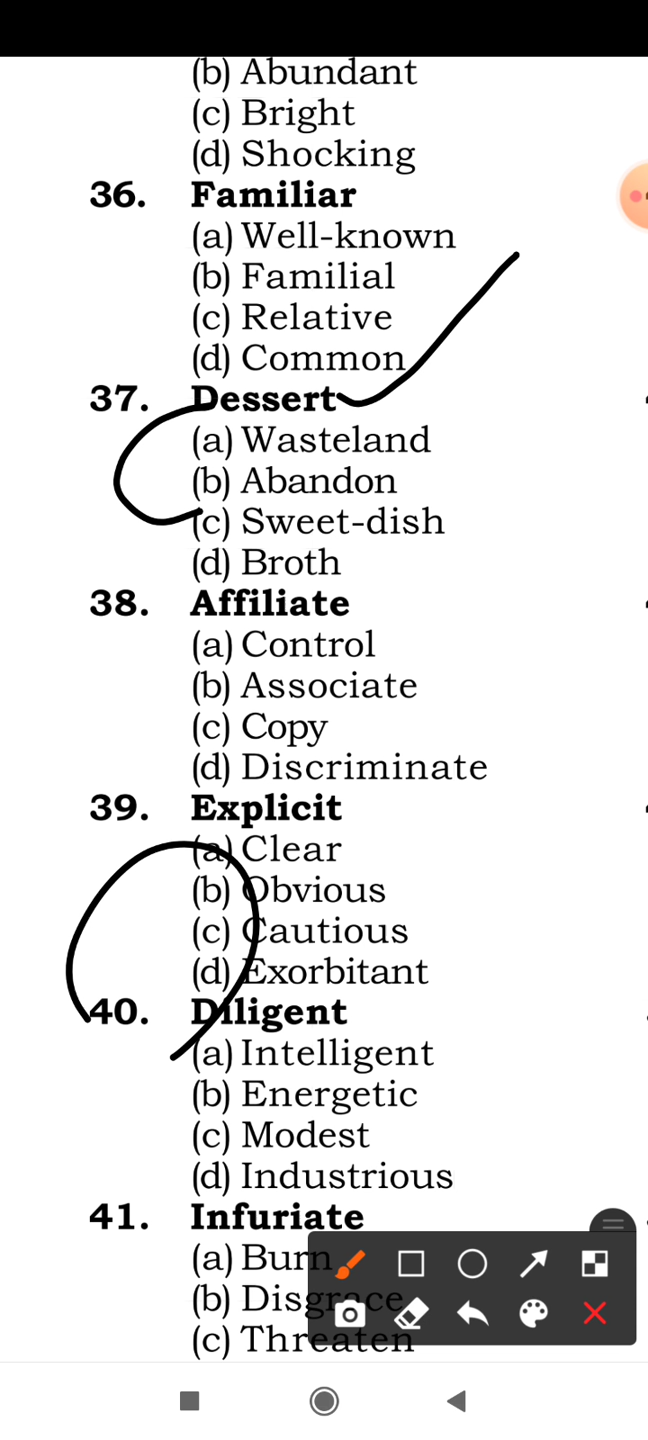 (b) Abundant
(c) Bright
(d) Shocking
36. Familiar
(a) Well-known
(b) Familial
(c) Relative
(d) Common
37. Dessert
(a) Wasteland
(b) Abandon
(c) Sweet-dish
(d) Broth
38. Affiliate
(a) Control
(b) Associate
(c) Copy
(d) Discriminate
39. Explicit
(a) Clear
(b) Obvious
(c) Cautious
(d) Exorbitant
40. Diligent
(a) Intelligent
(b) Energetic
(c) Modest
(d) Industrious
41. Infuriate
(a) Burn
(b) Disgrace
(c) Threaten